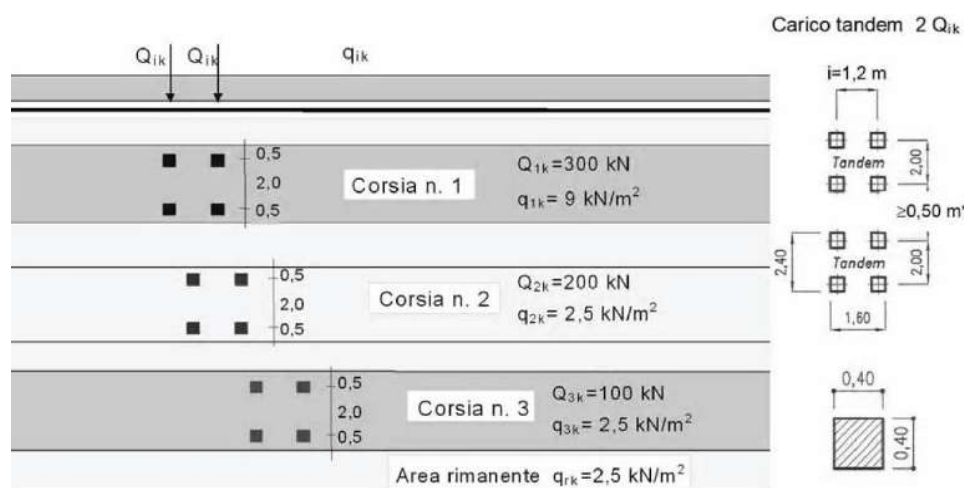 Carico tandem 2 Qik
Qik Qik qik
i=1,2 m
0,5
2,0
0,5
Corsia n. 1
Q1k=300 kN
q1k= 9 kN/m²
Tandem
2,00
≥0,50 m*
0,5
2,0
0,5
Corsia n. 2
Q2k=200 kN
q2k= 2,5 kN/m²
2,40
Tandem
2,00
1,60
0,5
2,0
0,5
Corsia n. 3
Q3k=100 kN
q3k= 2,5 kN/m²
0,40
0,40
Area rimanente qrk=2,5 kN/m²